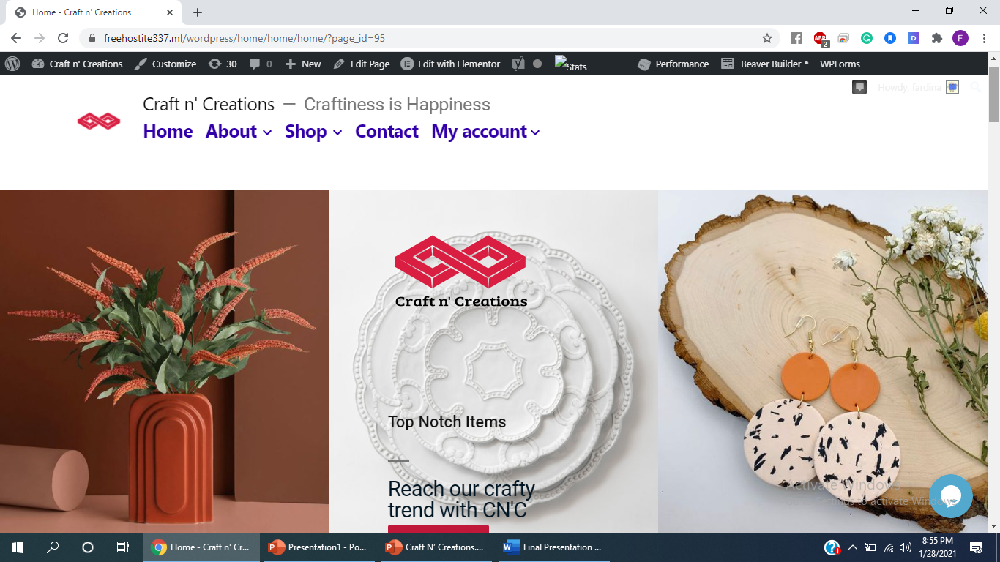 Home - Craft n' Creations
freehostite337.ml/wordpress/home/home/home/?page_id=95
ABP
2
D
F
Craft n' Creations
Customize
30
0
New
Edit Page
Edit with Elementor
Stats
Performance
Beaver Builder
WPForms
Howdy, fardina
Craft n' Creations — Craftiness is Happiness
Home About Shop Contact My account
Craft n' Creations
Top Notch Items
Reach our crafty
trend with CN'C
Activate Windows
Settings to activate Windows
Home - Craft n' Cr...
Presentation1 - Po...
Craft N’ Creations....
Final Presentation ...
8:55 PM
1/28/2021